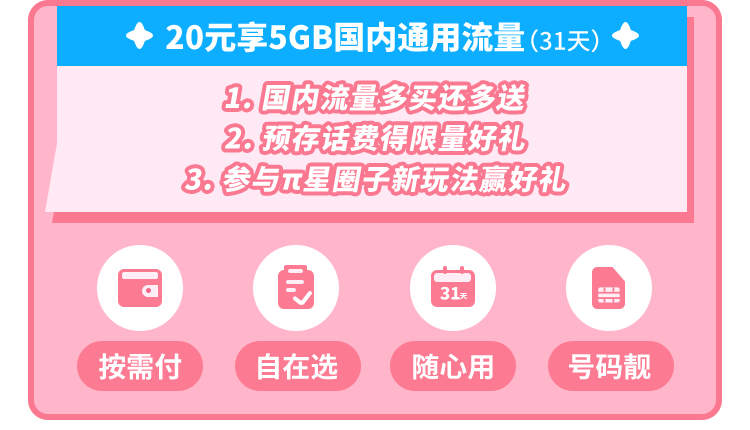 20元享5GB国内通用流量(31天)
1. 国内流量多买还多送
2. 预存话费得限量好礼
3. 参与π星圈子新玩法赢好礼
31天
按需付 自在选 随心用 号码靓